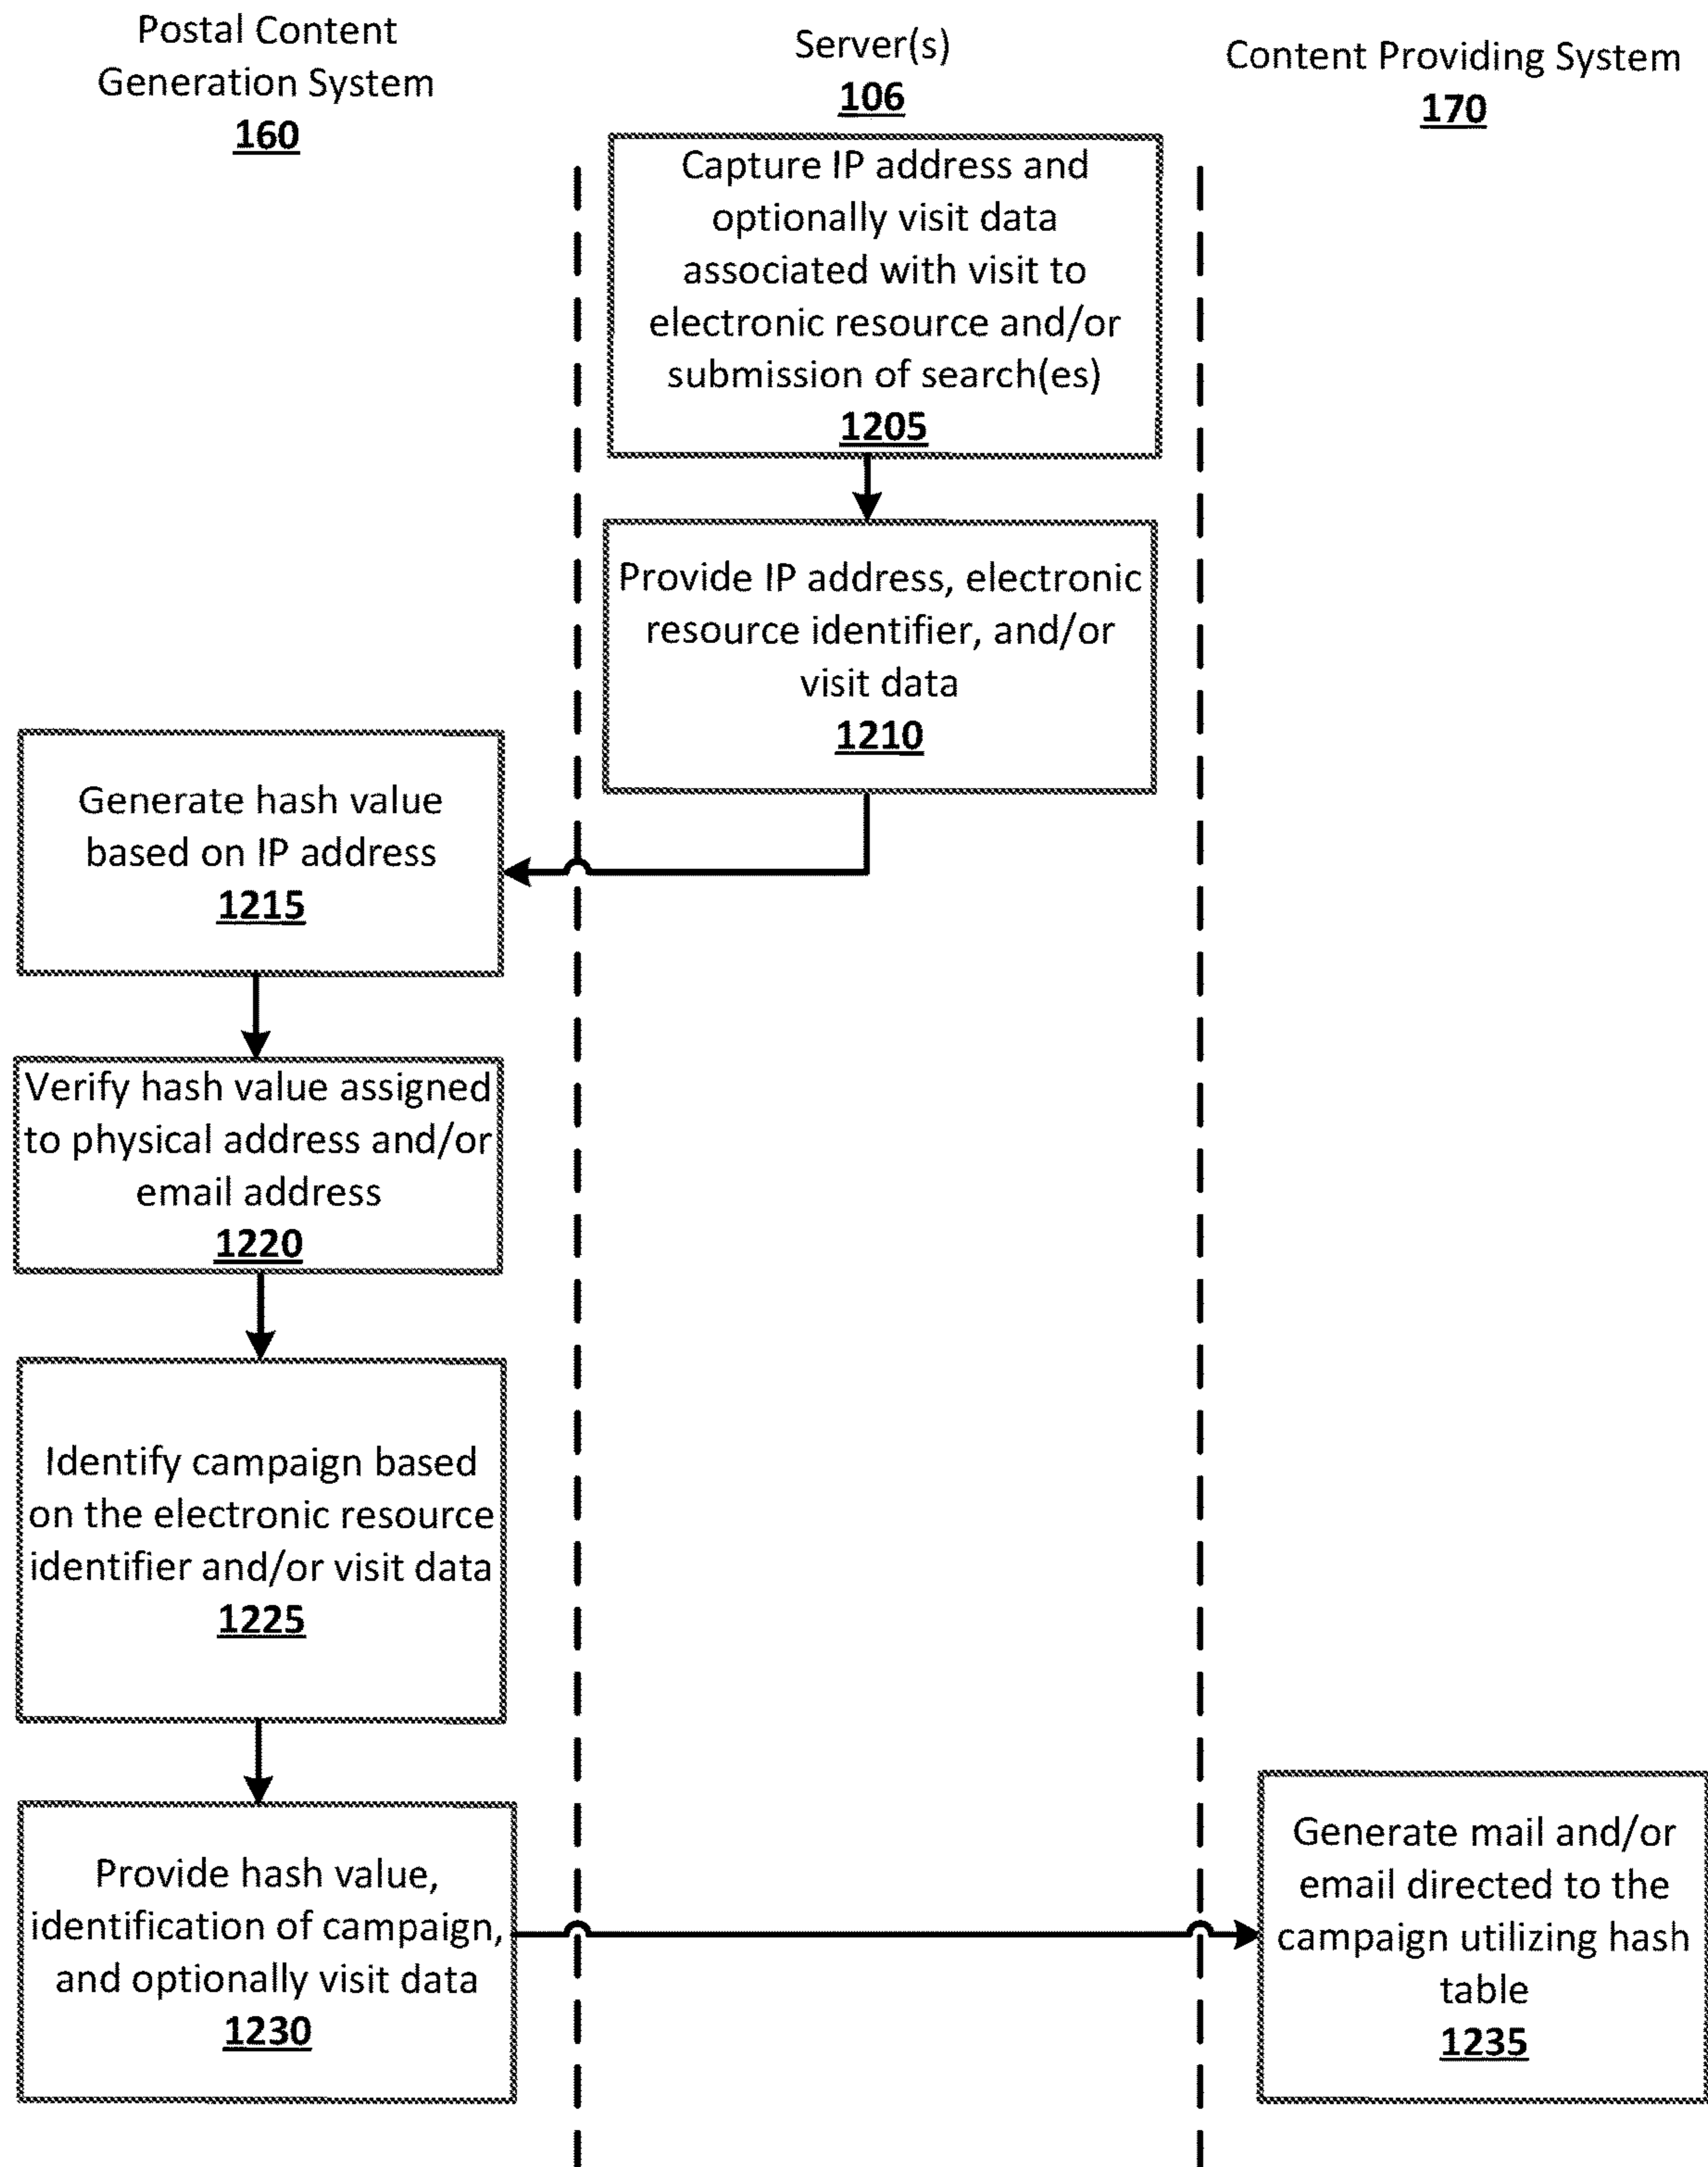 Postal Content
Generation System
160
Server(s)
106
Content Providing System
170
Capture IP address and
optionally visit data
associated with visit to
electronic resource and/or
submission of search(es)
1205
Provide IP address, electronic
resource identifier, and/or
visit data
1210
Generate hash value
based on IP address
1215
Verify hash value assigned
to physical address and/or
email address
1220
Identify campaign based
on the electronic resource
identifier and/or visit data
1225
Provide hash value,
identification of campaign,
and optionally visit data
1230
Generate mail and/or
email directed to the
campaign utilizing hash
table
1235